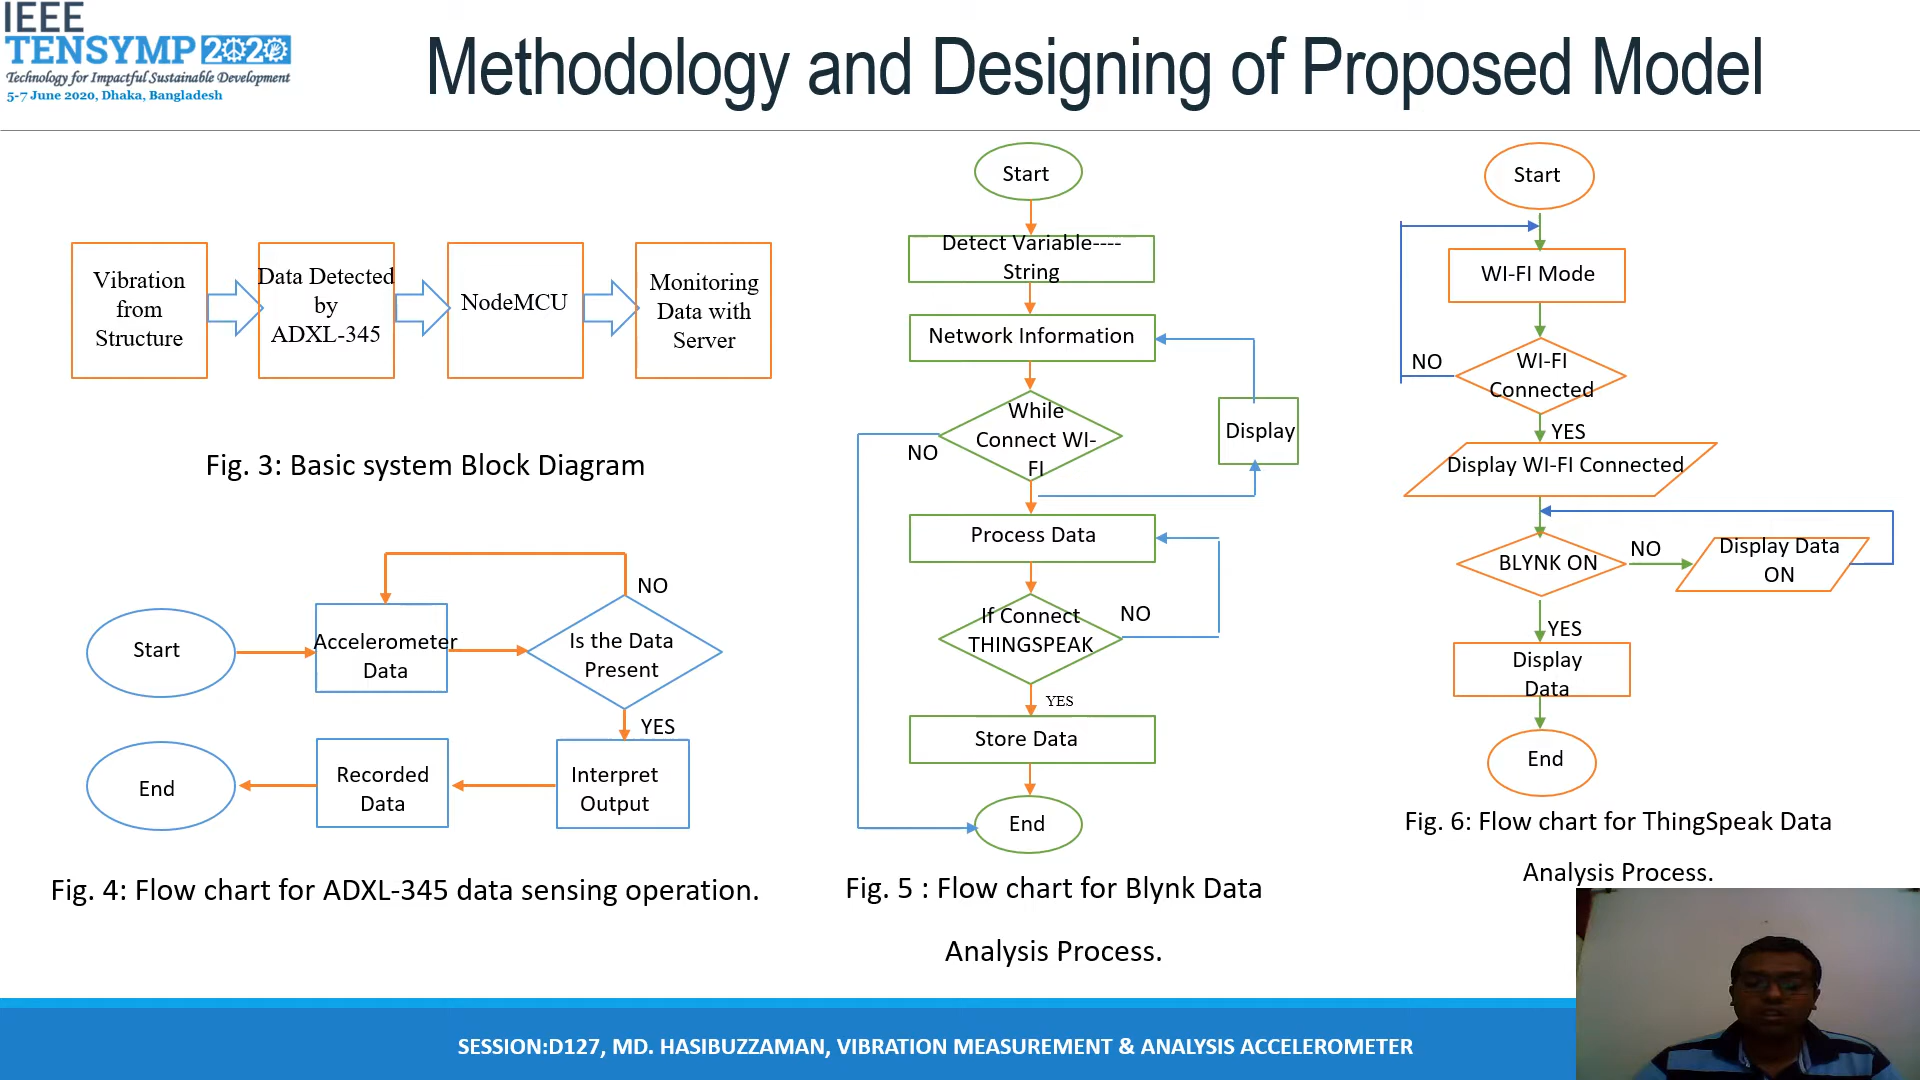 IEEE
TENSYMP 2020
Technology for Impactful Sustainable Development
5-7 June 2020, Dhaka, Bangladesh
Methodology and Designing of Proposed Model
Vibration
from
Structure
Data Detected
by
ADXL-345
NodeMCU
Monitoring
Data with
Server
Fig. 3: Basic system Block Diagram
Start
Accelerometer
Data
Is the Data
Present
NO
YES
Interpret
Output
Recorded
Data
End
Fig. 4: Flow chart for ADXL-345 data sensing operation.
Start
Detect Variable----
String
Network Information
While
Connect WI-
FI
NO
Display
Process Data
If Connect
THINGSPEAK
NO
YES
Store Data
End
Fig. 5 : Flow chart for Blynk Data
Analysis Process.
Start
WI-FI Mode
WI-FI
Connected
NO
YES
Display WI-FI Connected
BLYNK ON
NO
Display Data
ON
YES
Display
Data
End
Fig. 6: Flow chart for ThingSpeak Data
Analysis Process.
SESSION:D127, MD. HASIBUZZAMAN, VIBRATION MEASUREMENT & ANALYSIS ACCELEROMETER